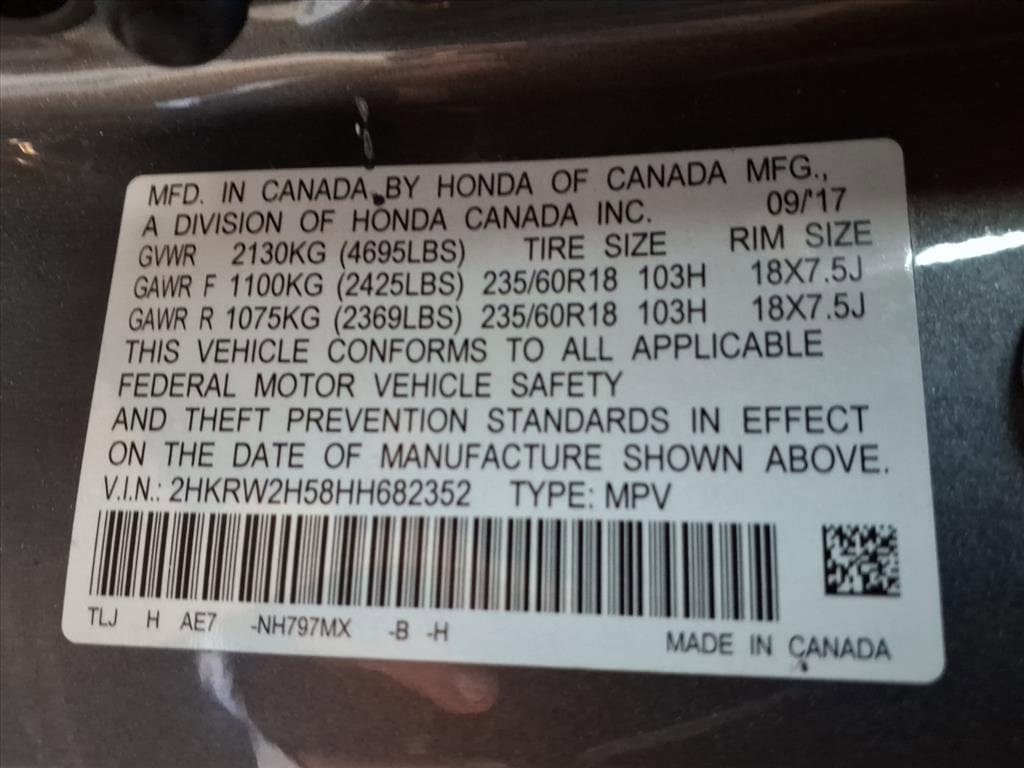 MFD. IN CANADA BY HONDA OF CANADA MFG.,
A DIVISION OF HONDA CANADA INC. 09/'17
GVWR 2130KG (4695LBS) TIRE SIZE RIM SIZE
GAWR F 1100KG (2425LBS) 235/60R18 103H 18X7.5J
GAWR R 1075KG (2369LBS) 235/60R18 103H 18X7.5J
THIS VEHICLE CONFORMS TO ALL APPLICABLE
FEDERAL MOTOR VEHICLE SAFETY
AND THEFT PREVENTION STANDARDS IN EFFECT
ON THE DATE OF MANUFACTURE SHOWN ABOVE.
V.I.N.: 2HKRW2H58HH682352 TYPE: MPV
TLJ H AE7 -NH797MX -B -H
MADE IN CANADA